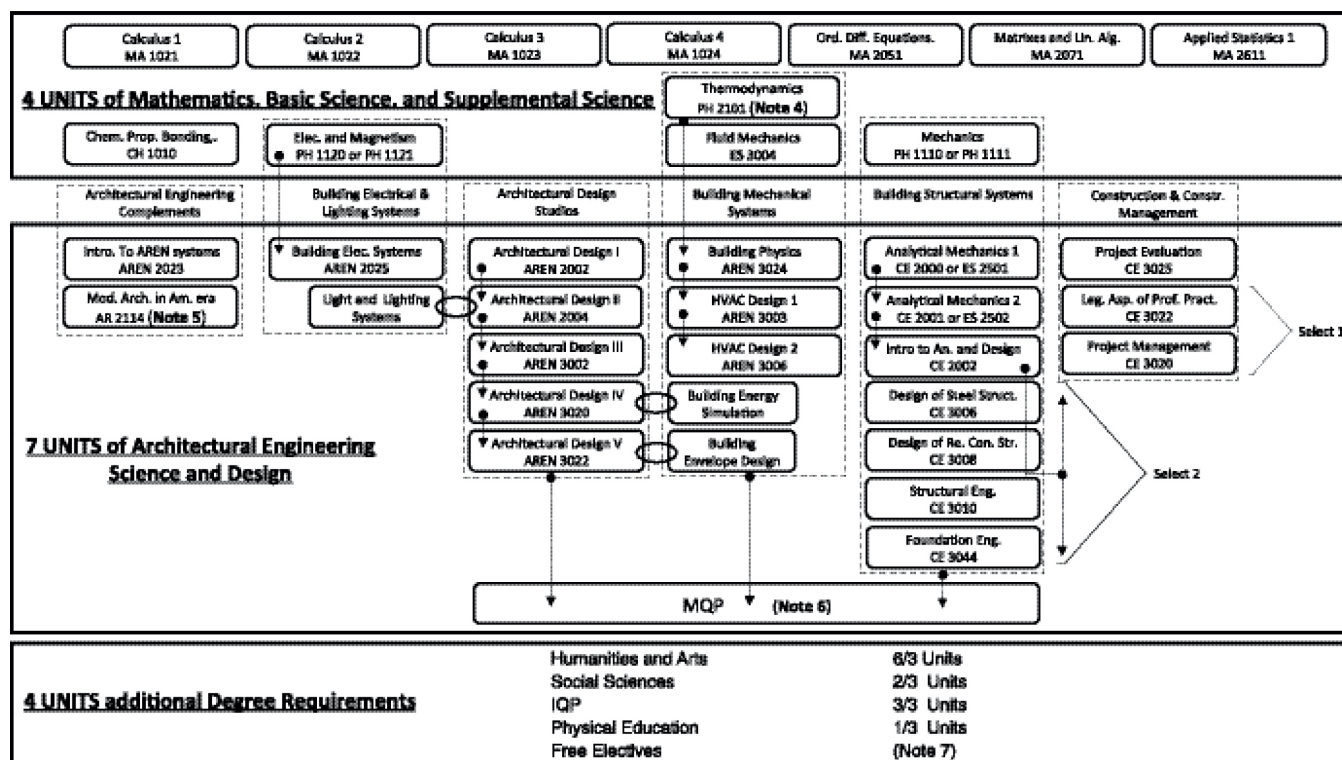 Calculus 1
MA 1021
Calculus 2
MA 1022
Calculus 3
MA 1023
Calculus 4
MA 1024
Ord. Diff. Equations.
MA 2051
Matrixes and Lin. Alg.
MA 2071
Applied Statistics 1
MA 2611
4 UNITS of Mathematics, Basic Science, and Supplemental Science
Thermodynamics
PH 2101 (Note 4)
Chem. Prop. Bonding,.
CH 1010
Elec. and Magnetism
PH 1120 or PH 1121
Fluid Mechanics
ES 3004
Mechanics
PH 1110 or PH 1111
Architectural Engineering
Complements
Building Electrical &
Lighting Systems
Architectural Design
Studios
Building Mechanical
Systems
Building Structural Systems
Construction & Constr.
Management
Intro. To AREN systems
AREN 2023
Mod. Arch. in Am. era
AR 2114 (Note 5)
Building Elec. Systems
AREN 2025
Light and Lighting
Systems
Architectural Design I
AREN 2002
Architectural Design II
AREN 2004
Architectural Design III
AREN 3002
Architectural Design IV
AREN 3020
Architectural Design V
AREN 3022
Building Physics
AREN 3024
HVAC Design 1
AREN 3003
HVAC Design 2
AREN 3006
Building Energy
Simulation
Building
Envelope Design
Analytical Mechanics 1
CE 2000 or ES 2501
Analytical Mechanics 2
CE 2001 or ES 2502
Intro to An. and Design
CE 2002
Design of Steel Struct.
CE 3006
Design of Re. Con. Str.
CE 3008
Structural Eng.
CE 3010
Foundation Eng.
CE 3044
Project Evaluation
CE 3025
Leg. Asp. of Prof. Pract.
CE 3022
Project Management
CE 3020
Select 1
Select 2
7 UNITS of Architectural Engineering
Science and Design
MQP (Note 6)
4 UNITS additional Degree Requirements
Humanities and Arts 6/3 Units
Social Sciences 2/3 Units
IQP 3/3 Units
Physical Education 1/3 Units
Free Electives (Note 7)